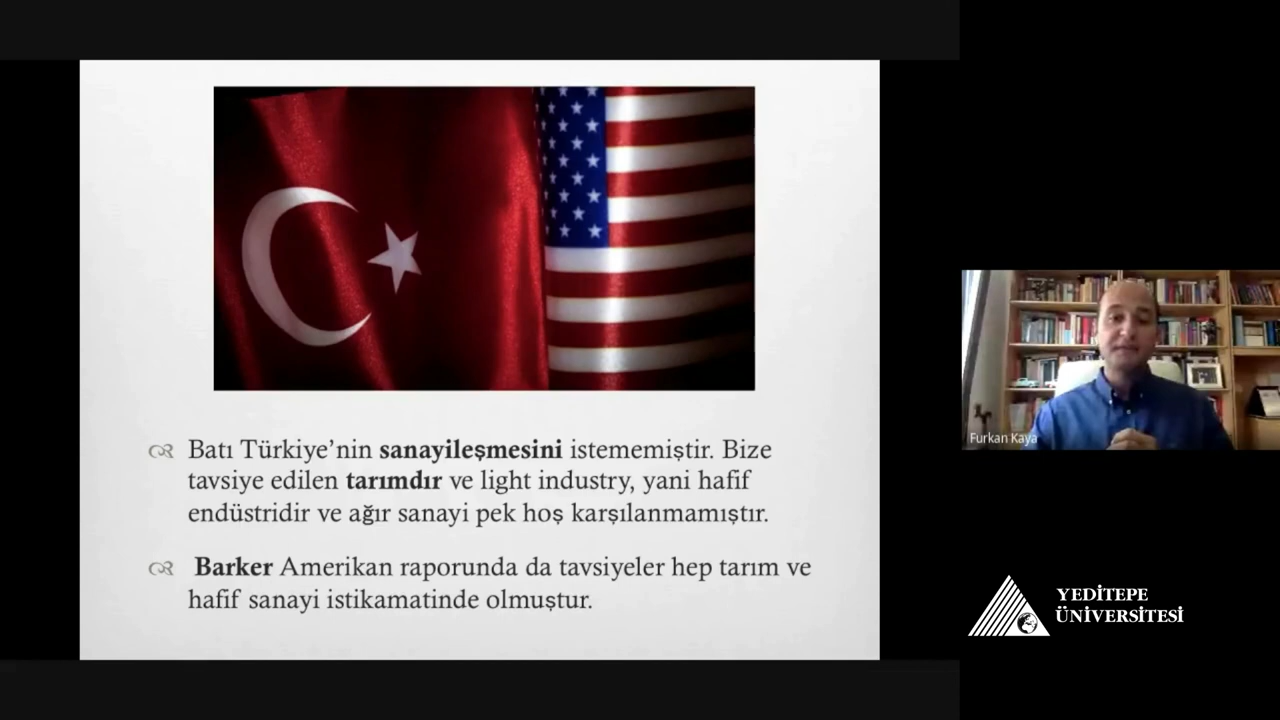 Batı Türkiye’nin sanayileşmesini istememiştir. Bize
tavsiye edilen tarımdır ve light industry, yani hafif
endüstridir ve ağır sanayi pek hoş karşılanmamıştır.
Barker Amerikan raporunda da tavsiyeler hep tarım ve
hafif sanayi istikamatinde olmuştur.
Furkan Kaya
YEDİTEPE
ÜNİVERSİTESİ